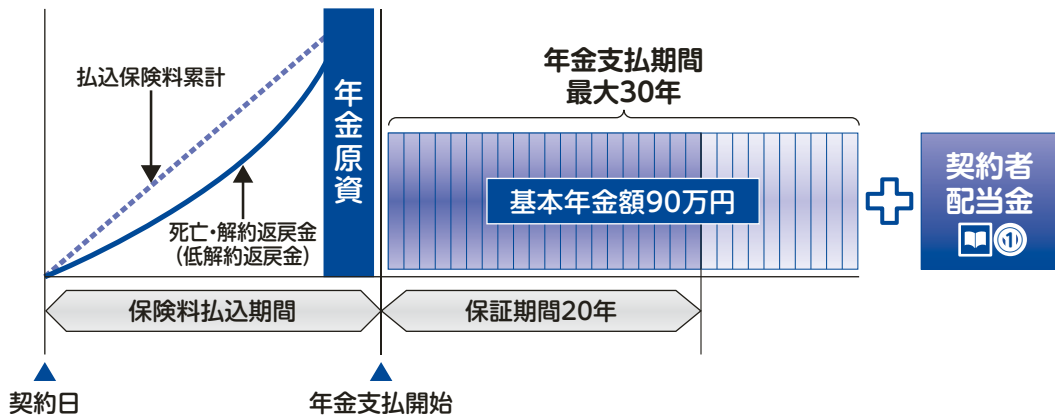 払込保険料累計
年金原資
死亡・解約返戻金
(低解約返戻金)
年金支払期間
最大30年
基本年金額90万円
契約者
配当金
1
保険料払込期間
保証期間20年
契約日
年金支払開始